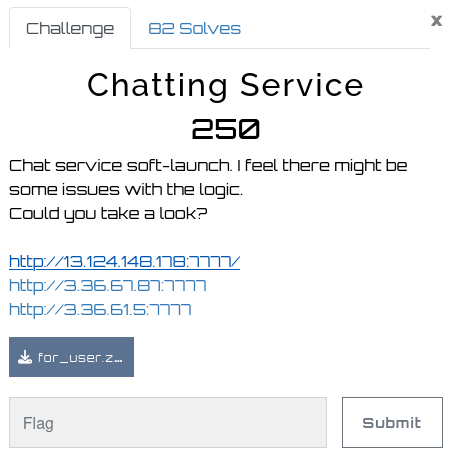 Challenge
82 Solves
x
Chatting Service
250
Chat service soft-launch. I feel there might be
some issues with the logic.
Could you take a look?
http://13.124.148.178:7777/
http://3.36.67.87:7777
http://3.36.61.5:7777
for_user.z...
Flag
Submit